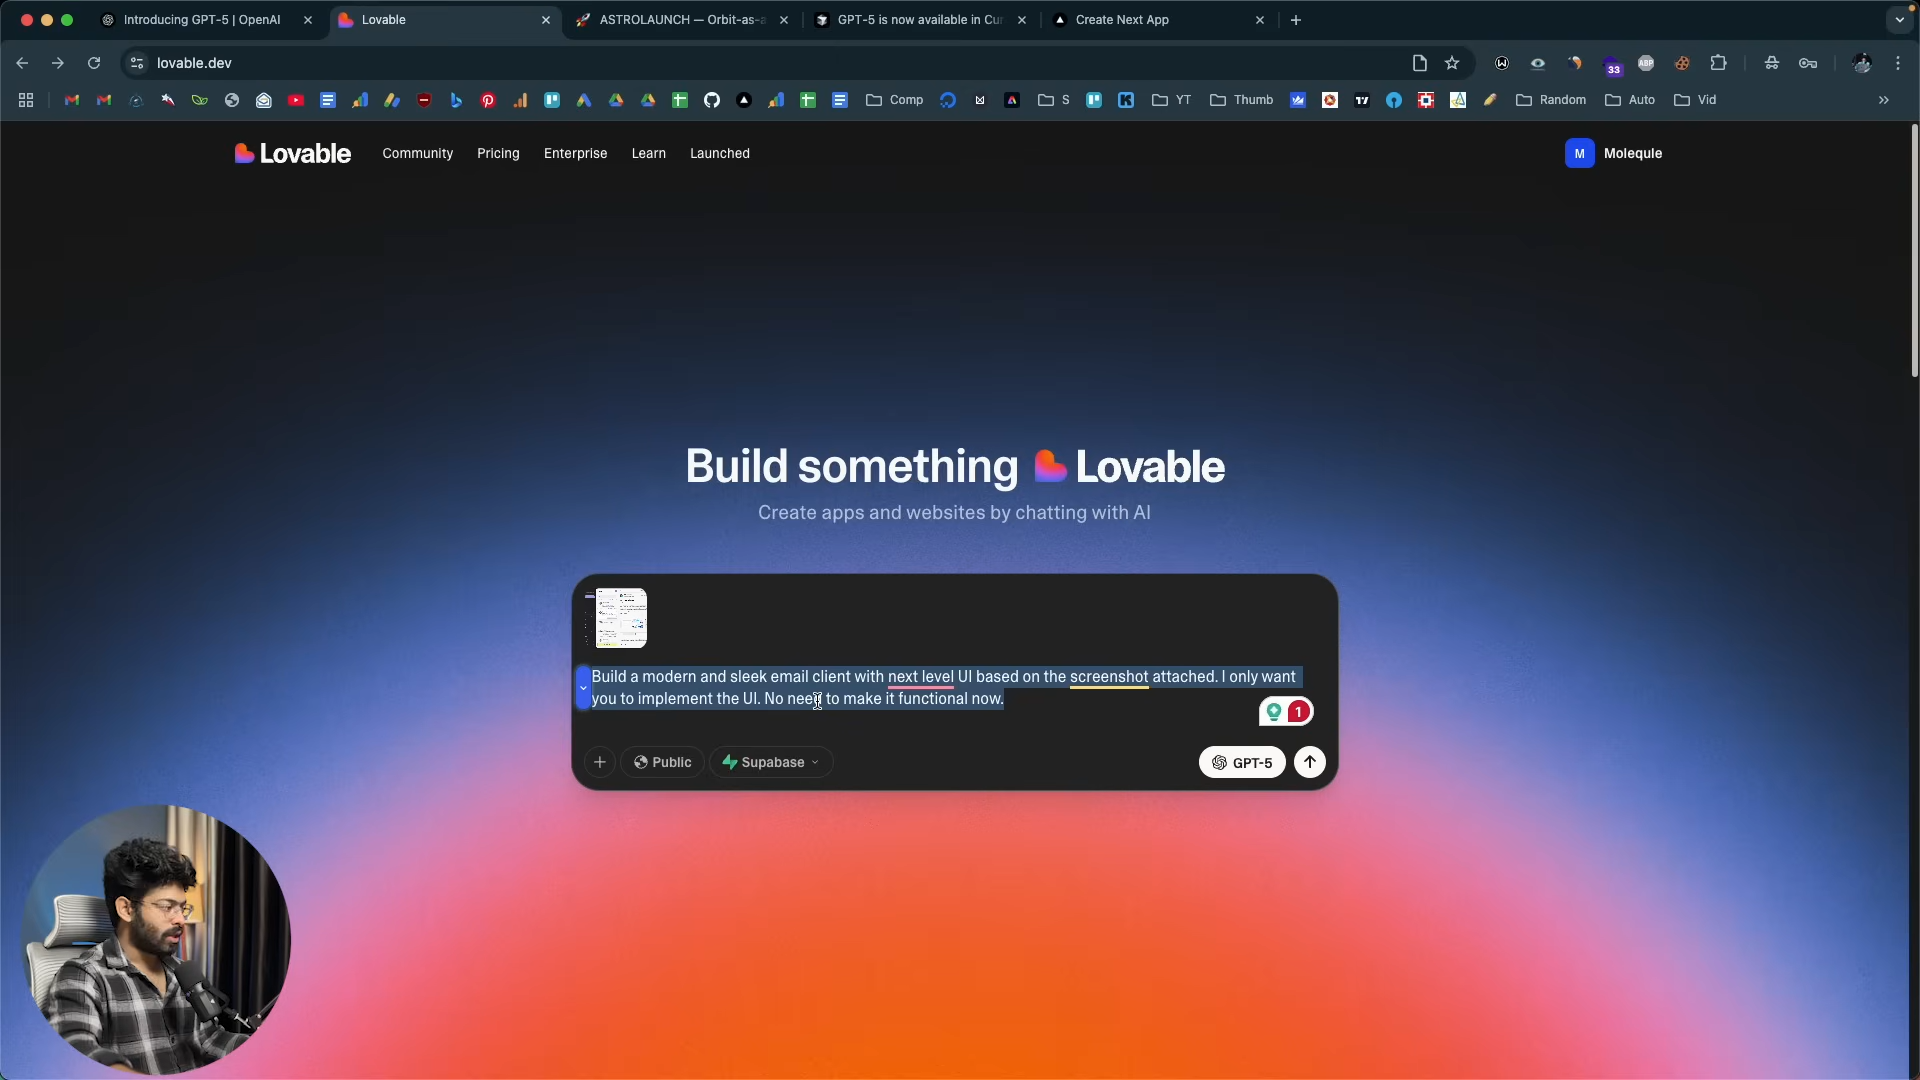 Introducing GPT-5 | OpenAI
Lovable
ASTROLAUNCH — Orbit-as-a
GPT-5 is now available in Cur
Create Next App
lovable.dev
33
ABP
Comp
S
YT
Thumb
Random
Auto
Vid
Lovable
Community
Pricing
Enterprise
Learn
Launched
M
Molequle
Build something Lovable
Create apps and websites by chatting with AI
Build a modern and sleek email client with next level UI based on the screenshot attached. I only want
you to implement the UI. No need to make it functional now.
1
Public
Supabase
GPT-5